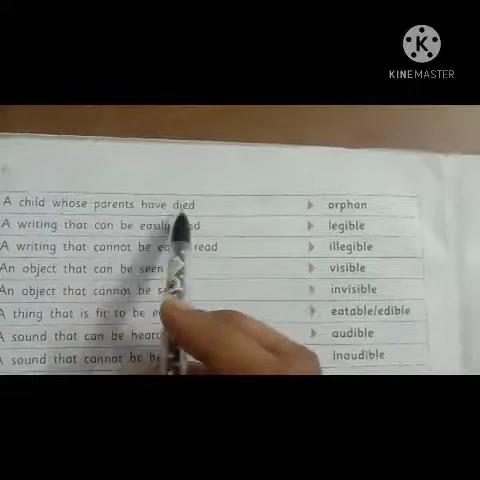 K
KINEMASTER
A child whose parents have died orphan
A writing that can be easily legible
A writing that cannot be read illegible
An object that can be seen visible
An object that cannot be invisible
A thing that is fit to be eatable/edible
A sound that can be heard audible
A sound that cannot be inaudible